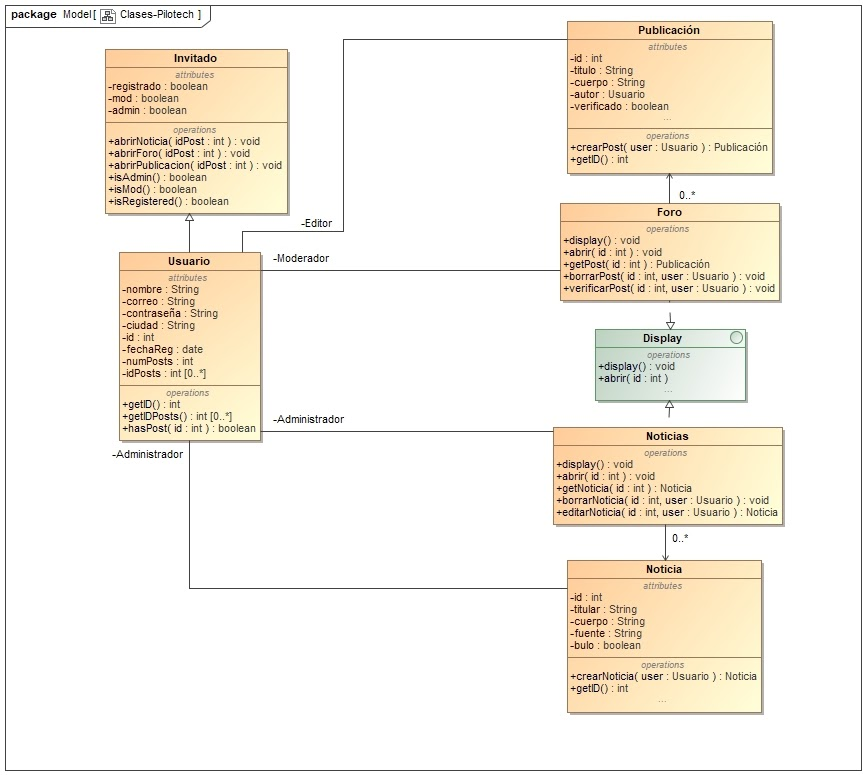 package Model[ Clases-Pilotech ]
Invitado
attributes
-registrado : boolean
-mod : boolean
-admin : boolean
operations
+abrirNoticia( idPost : int ) : void
+abrirForo( idPost : int ) : void
+abrirPublicacion( idPost : int ) : void
+isAdmin() : boolean
+isMod() : boolean
+isRegistered() : boolean
Publicación
attributes
-id : int
-titulo : String
-cuerpo : String
-autor : Usuario
-verificado : boolean
...
operations
+crearPost( user : Usuario ) : Publicación
+getID() : int
0..*
-Editor
-Moderador
Foro
operations
+display() : void
+abrir( id : int ) : void
+getPost( id : int ) : Publicación
+borrarPost( id : int, user : Usuario ) : void
+verificarPost( id : int, user : Usuario ) : void
Usuario
attributes
-nombre : String
-correo : String
-contraseña : String
-ciudad : String
-id : int
-fechaReg : date
-numPosts : int
-idPosts : int [0..*]
operations
+getID() : int
+getIDPosts() : int [0..*]
+hasPost( id : int ) : boolean
Display
operations
+display() : void
+abrir( id : int )
...
-Administrador
-Administrador
Noticias
operations
+display() : void
+abrir( id : int ) : void
+getNoticia( id : int ) : Noticia
+borrarNoticia( id : int, user : Usuario ) : void
+editarNoticia( id : int, user : Usuario ) : Noticia
0..*
Noticia
attributes
-id : int
-titular : String
-cuerpo : String
-fuente : String
-bulo : boolean
operations
+crearNoticia( user : Usuario ) : Noticia
+getID() : int
...